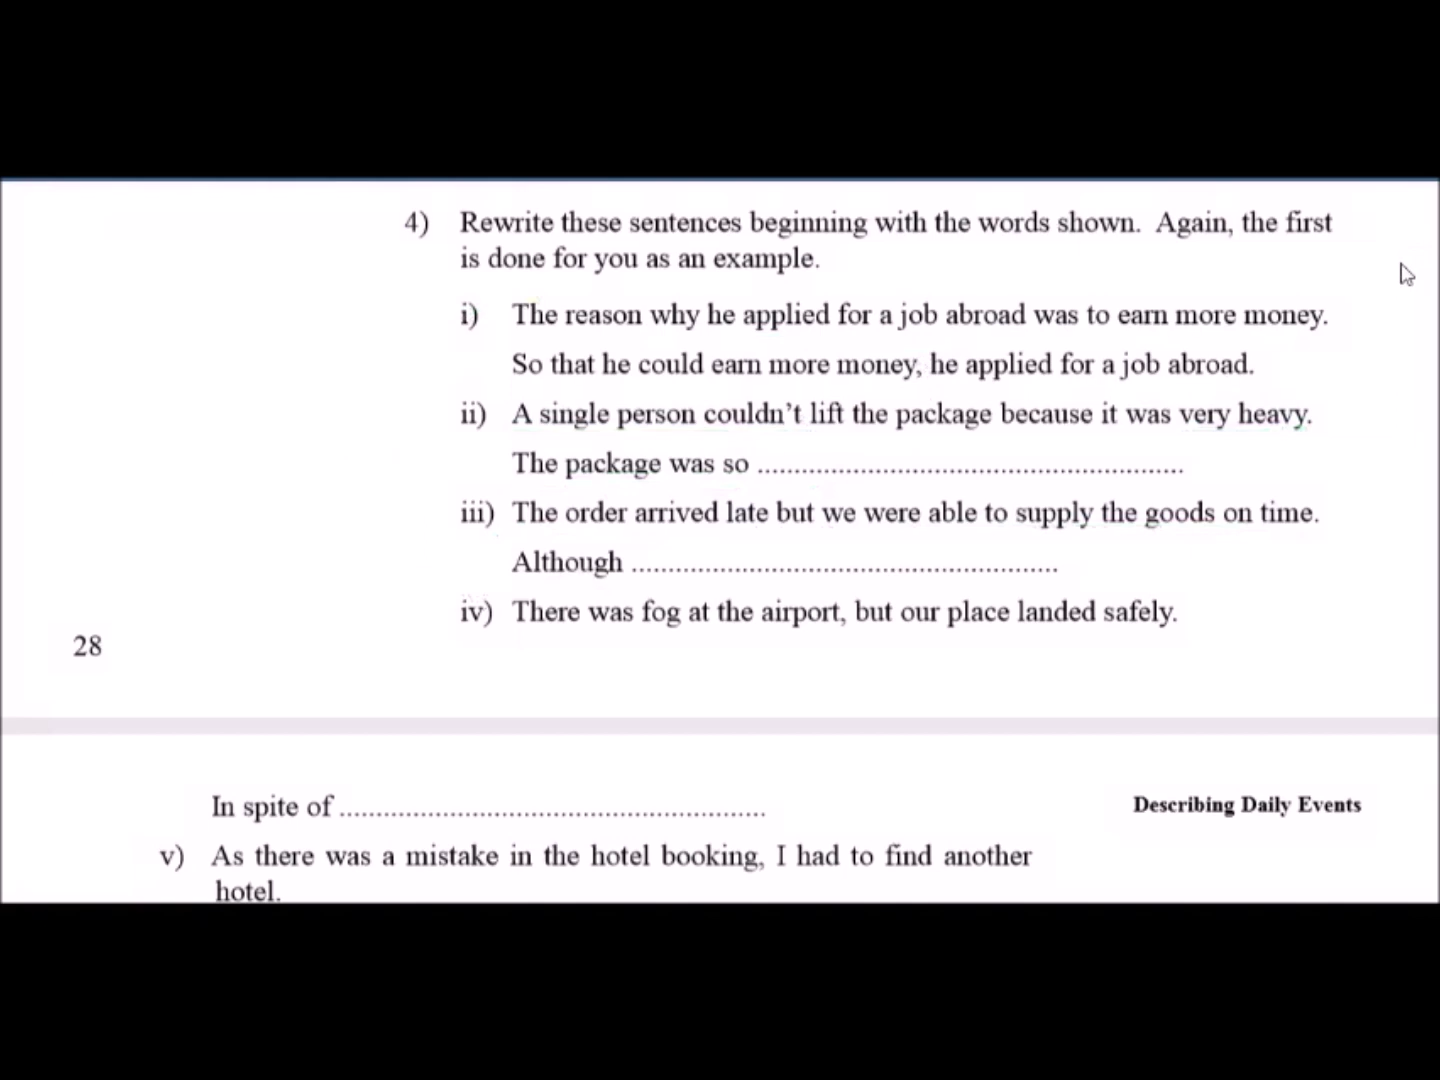 4) Rewrite these sentences beginning with the words shown. Again, the first
is done for you as an example.
i) The reason why he applied for a job abroad was to earn more money.
So that he could earn more money, he applied for a job abroad.
ii) A single person couldn't lift the package because it was very heavy.
The package was so .........................................................
iii) The order arrived late but we were able to supply the goods on time.
Although .........................................................
iv) There was fog at the airport, but our place landed safely.
28
In spite of .........................................................
Describing Daily Events
v) As there was a mistake in the hotel booking, I had to find another
hotel.